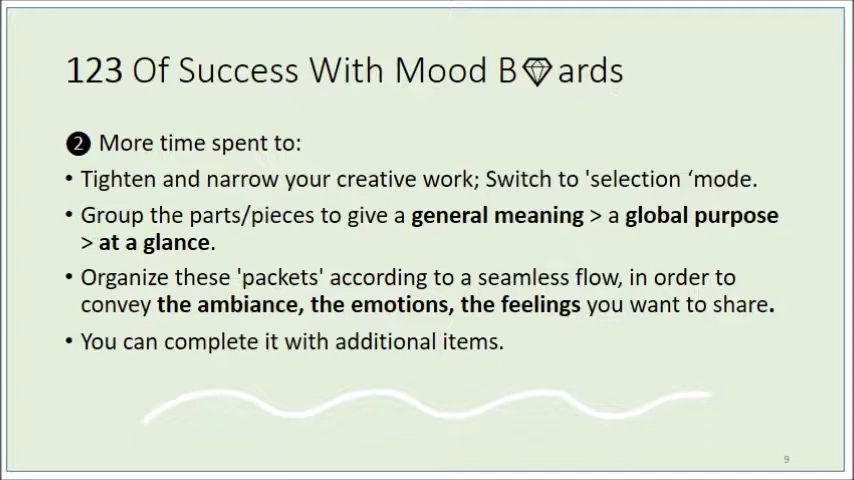 123 Of Success With Mood B💎ards
❷ More time spent to:
• Tighten and narrow your creative work; Switch to 'selection ‘mode.
• Group the parts/pieces to give a general meaning > a global purpose
> at a glance.
• Organize these 'packets' according to a seamless flow, in order to
convey the ambiance, the emotions, the feelings you want to share.
• You can complete it with additional items.
9